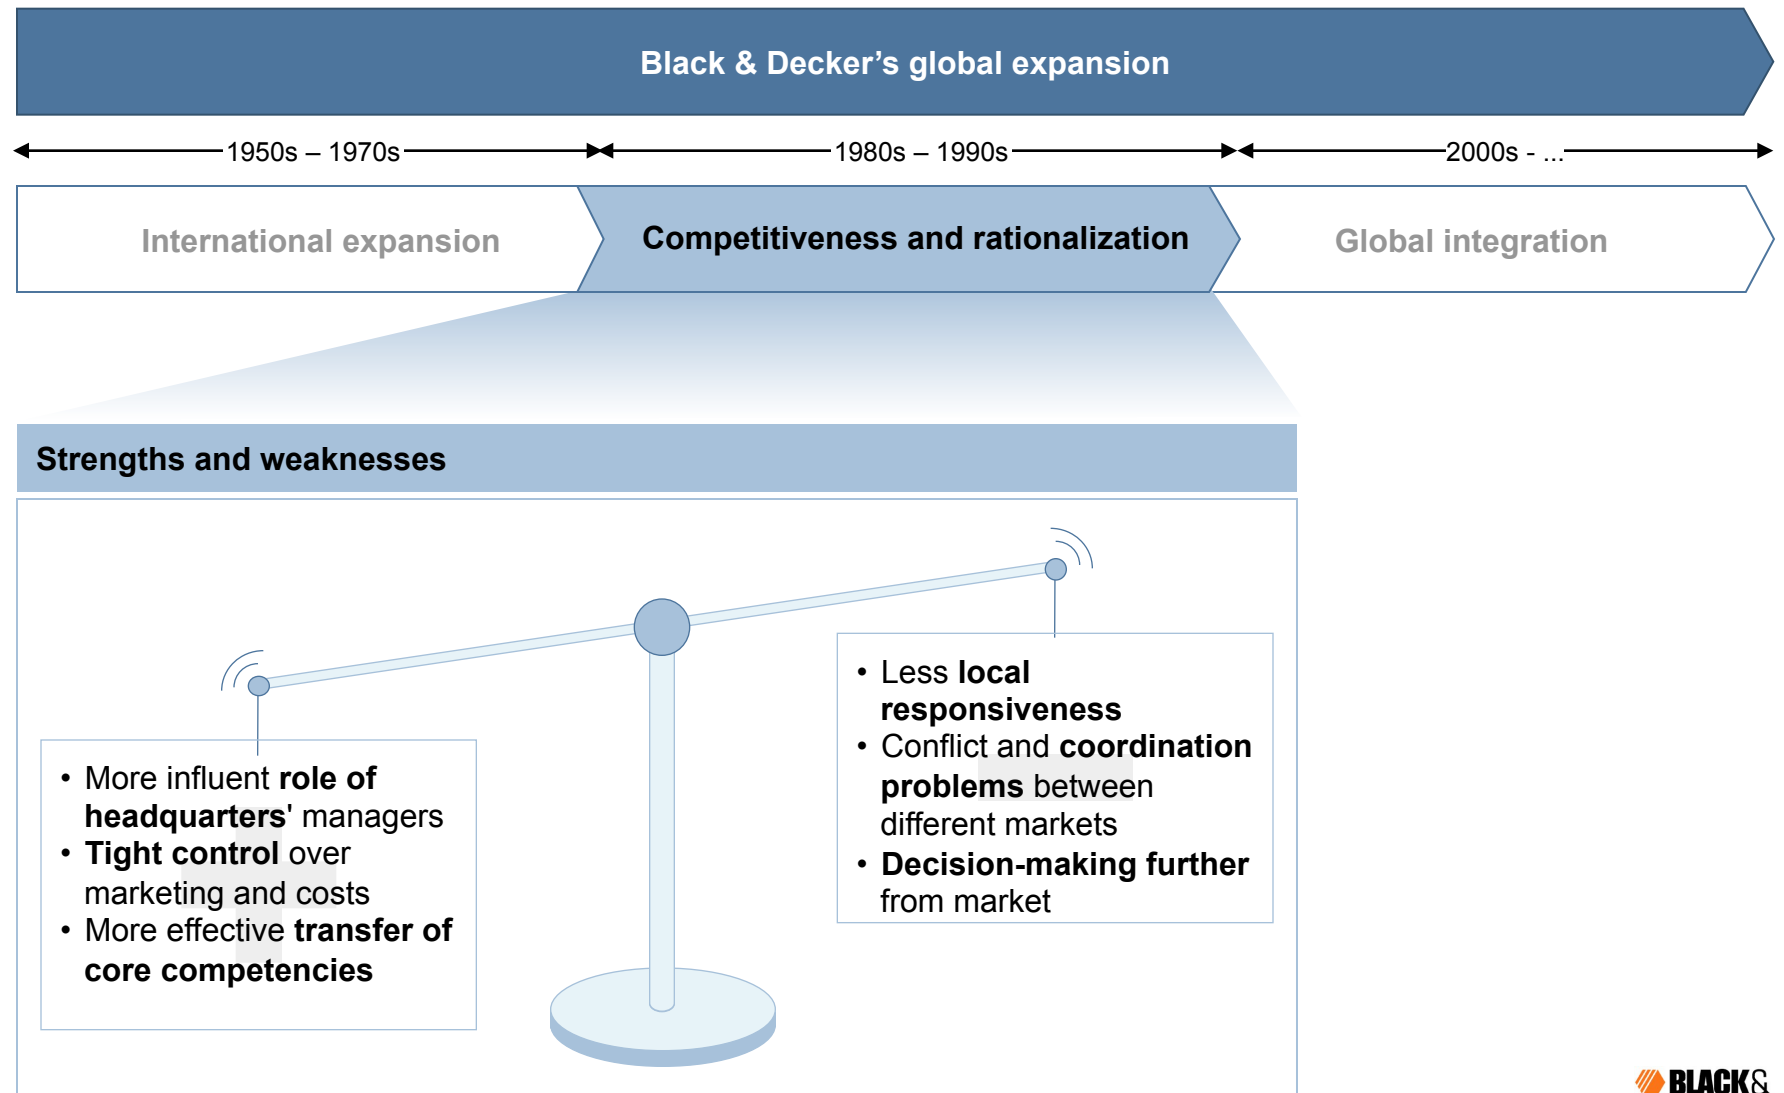 Black & Decker’s global expansion
1950s – 1970s
1980s – 1990s
2000s - ...
International expansion
Competitiveness and rationalization
Global integration
Strengths and weaknesses
• More influent role of
headquarters' managers
• Tight control over
marketing and costs
• More effective transfer of
core competencies
• Less local
responsiveness
• Conflict and coordination
problems between
different markets
• Decision-making further
from market
BLACK&